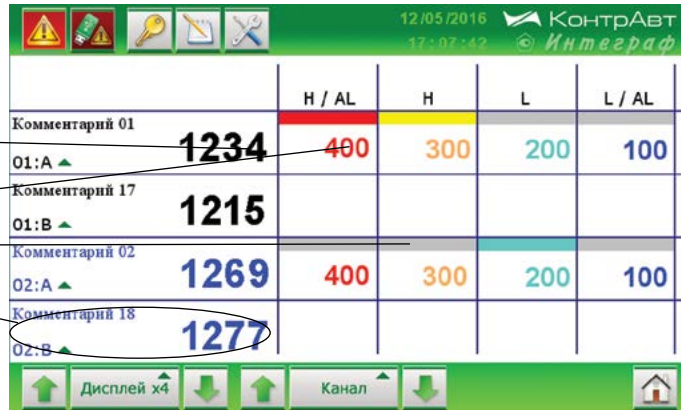 12/05/2016 КонтрАвт
17:07:42 © Интеграф
H / AL H L L / AL
Комментарий 01
1234 400 300 200 100
01:A
Комментарий 17
1215
01:B
Комментарий 02
1269 400 300 200 100
02:A
Комментарий 18
1277
02:B
Дисплей x4 Канал